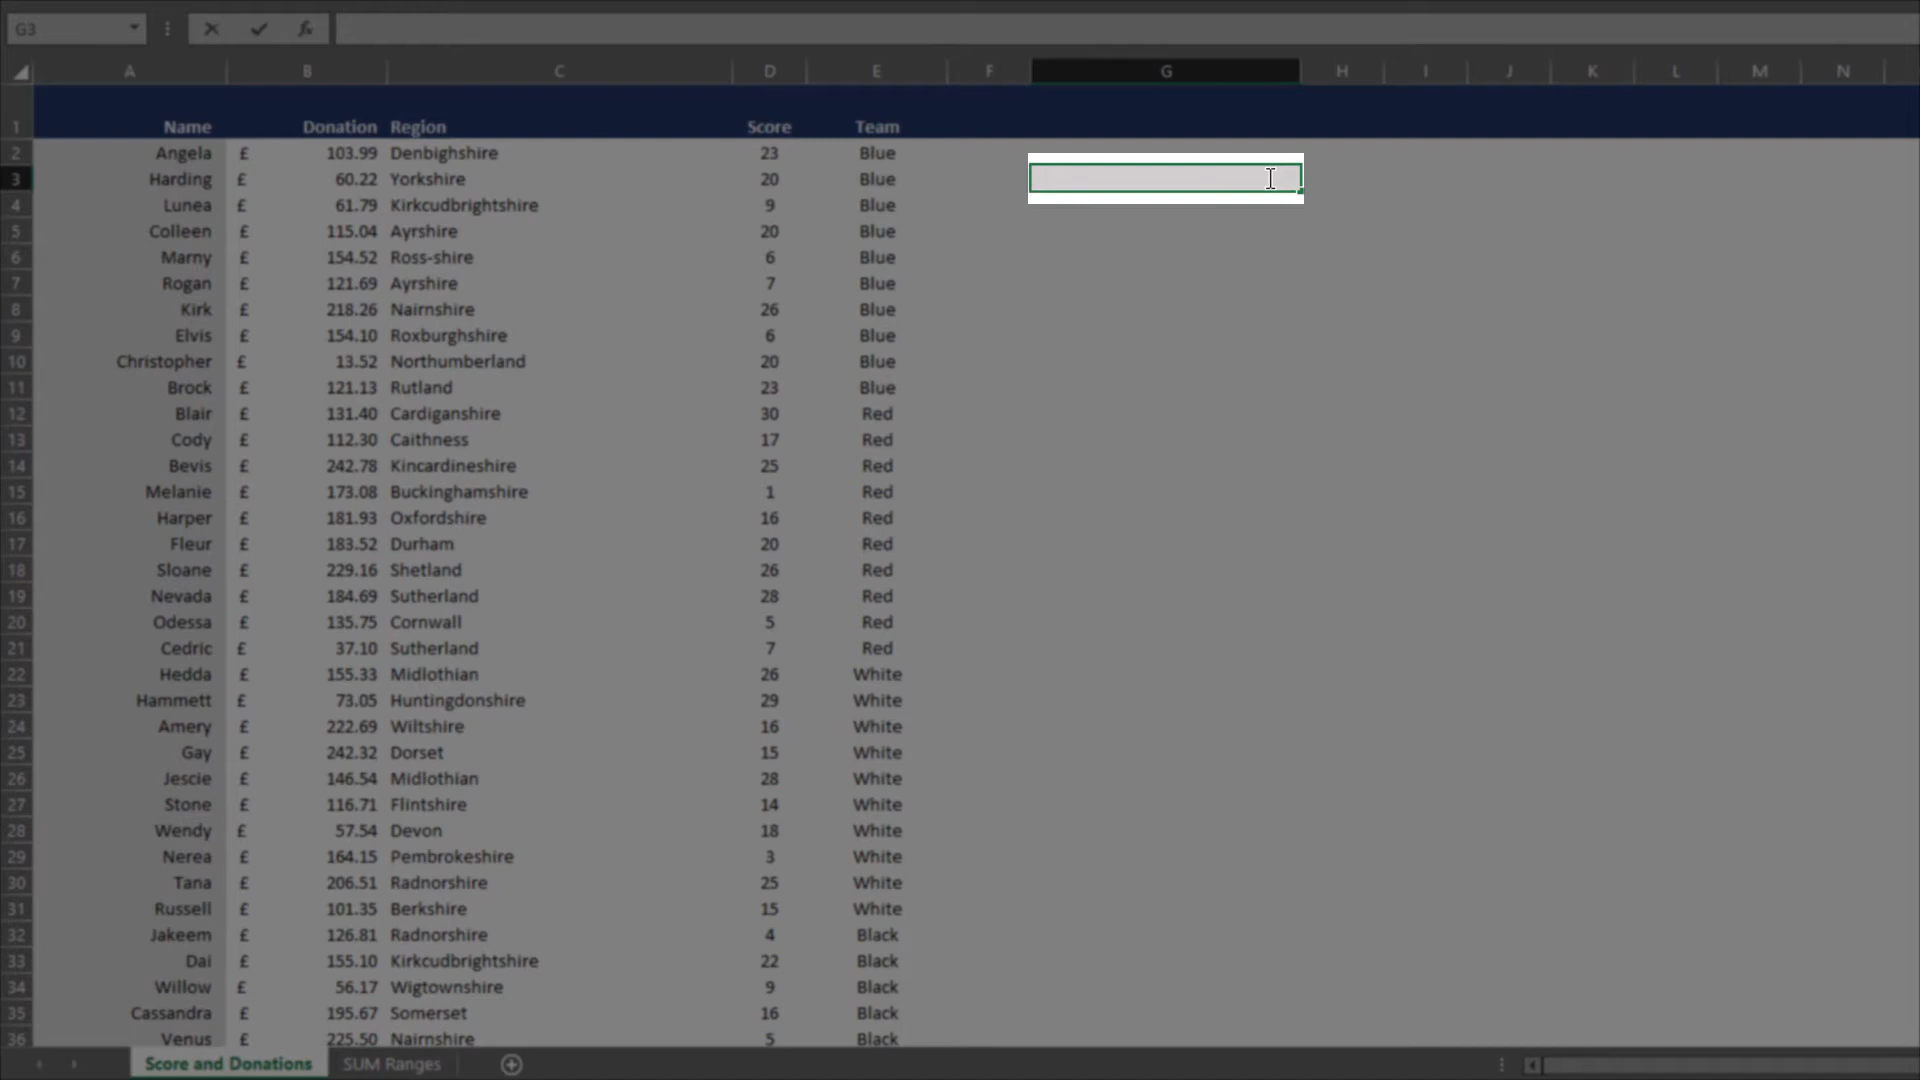 G3
fx
A B C D E F G H I J K L M N
1 Name Donation Region Score Team
2 Angela £ 103.99 Denbighshire 23 Blue
3 Harding £ 60.22 Yorkshire 20 Blue
4 Lunea £ 61.79 Kirkcudbrightshire 9 Blue
5 Colleen £ 115.04 Ayrshire 20 Blue
6 Marny £ 154.52 Ross-shire 6 Blue
7 Rogan £ 121.69 Ayrshire 7 Blue
8 Kirk £ 218.26 Nairnshire 26 Blue
9 Elvis £ 154.10 Roxburghshire 6 Blue
10 Christopher £ 13.52 Northumberland 20 Blue
11 Brock £ 121.13 Rutland 23 Blue
12 Blair £ 131.40 Cardiganshire 30 Red
13 Cody £ 112.30 Caithness 17 Red
14 Bevis £ 242.78 Kincardineshire 25 Red
15 Melanie £ 173.08 Buckinghamshire 1 Red
16 Harper £ 181.93 Oxfordshire 16 Red
17 Fleur £ 183.52 Durham 20 Red
18 Sloane £ 229.16 Shetland 26 Red
19 Nevada £ 184.69 Sutherland 28 Red
20 Odessa £ 135.75 Cornwall 5 Red
21 Cedric £ 37.10 Sutherland 7 Red
22 Hedda £ 155.33 Midlothian 26 White
23 Hammett £ 73.05 Huntingdonshire 29 White
24 Amery £ 222.69 Wiltshire 16 White
25 Gay £ 242.32 Dorset 15 White
26 Jescie £ 146.54 Midlothian 28 White
27 Stone £ 116.71 Flintshire 14 White
28 Wendy £ 57.54 Devon 18 White
29 Nerea £ 164.15 Pembrokeshire 3 White
30 Tana £ 206.51 Radnorshire 25 White
31 Russell £ 101.35 Berkshire 15 White
32 Jakeem £ 126.81 Radnorshire 4 Black
33 Dai £ 155.10 Kirkcudbrightshire 22 Black
34 Willow £ 56.17 Wigtownshire 9 Black
35 Cassandra £ 195.67 Somerset 16 Black
36 Venus £ 225.50 Nairnshire 5 Black
Score and Donations SUM Ranges